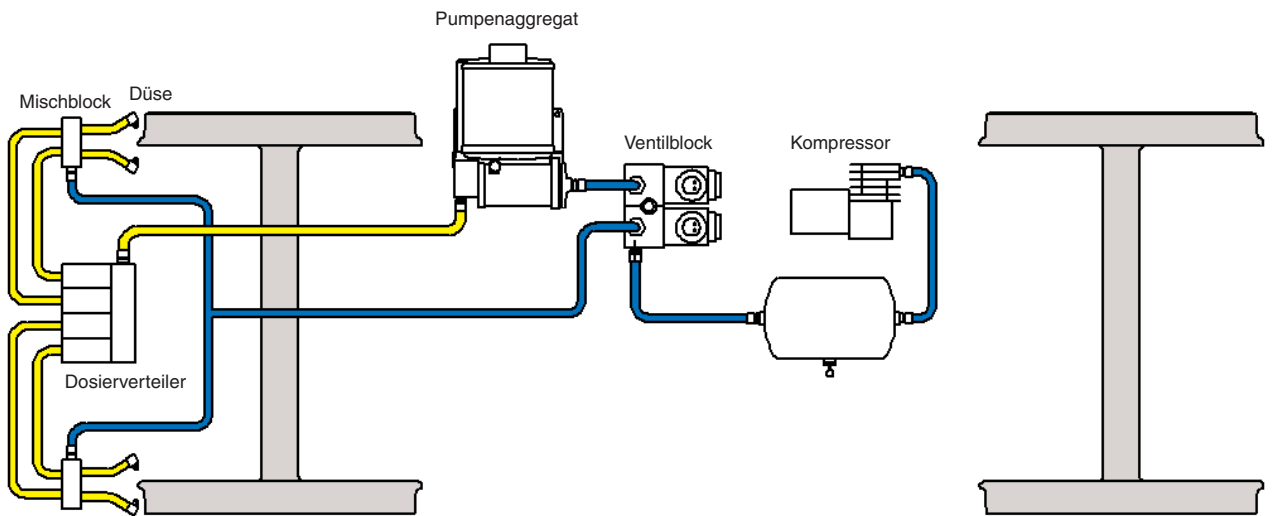 Pumpenaggregat
Mischblock
Düse
Ventilblock
Kompressor
Dosierverteiler